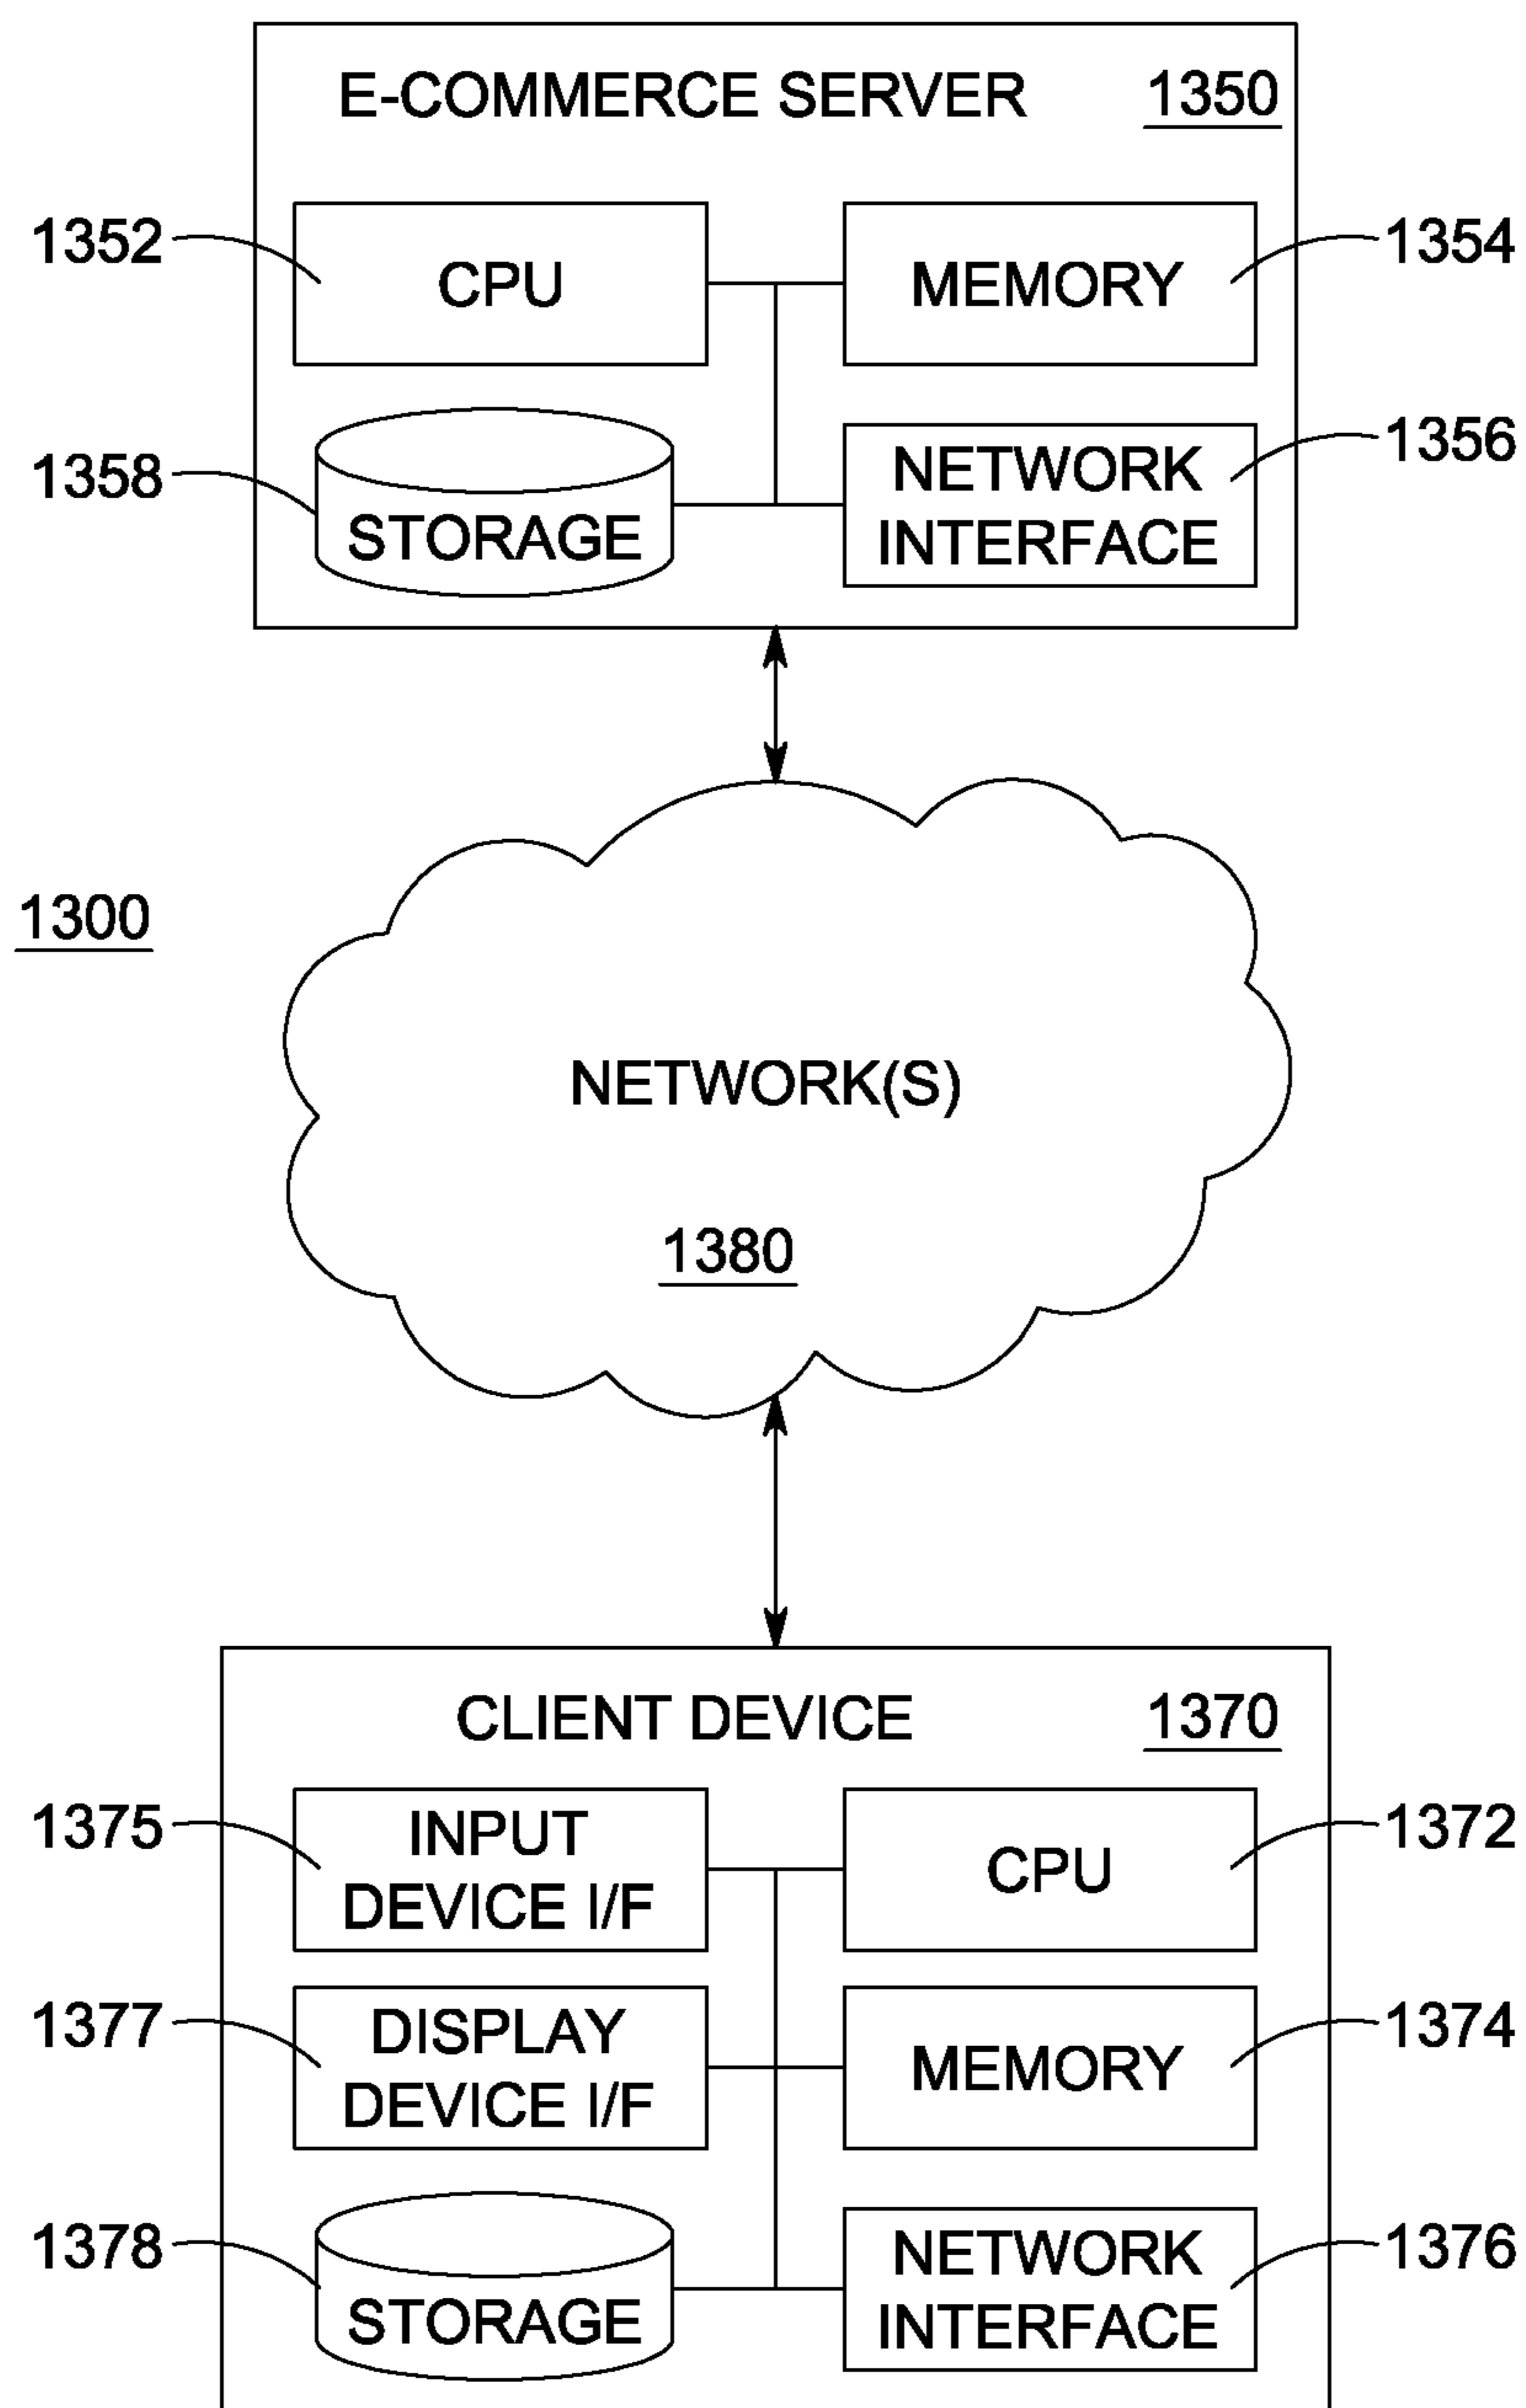 E-COMMERCE SERVER 1350
1352 CPU MEMORY 1354
1358 STORAGE
NETWORK
INTERFACE
1356
1300
NETWORK(S)
1380
CLIENT DEVICE 1370
1375
INPUT
DEVICE I/F
CPU 1372
1377
DISPLAY
DEVICE I/F
MEMORY 1374
1378 STORAGE
NETWORK
INTERFACE
1376